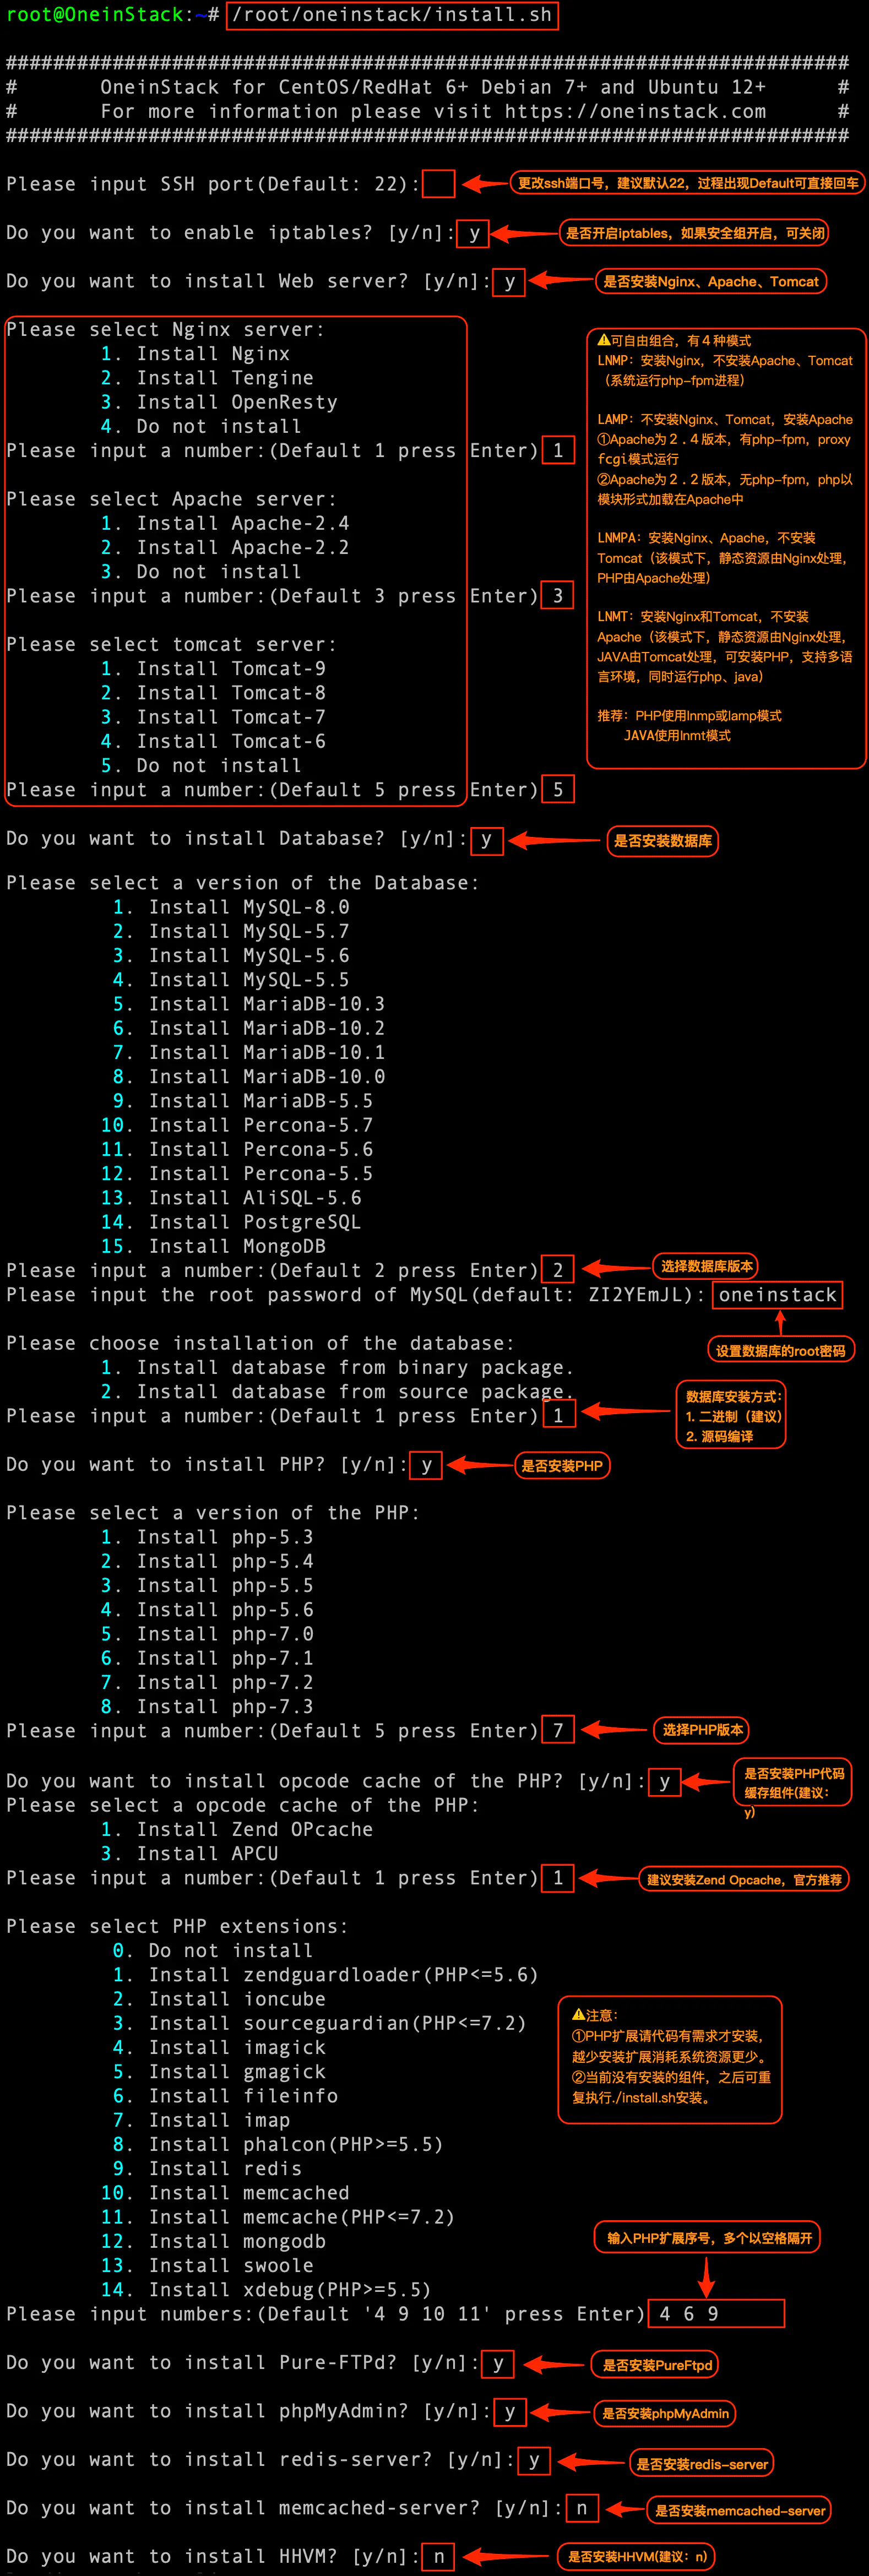 root@OneinStack:~# /root/oneinstack/install.sh
#######################################################################
#       OneinStack for CentOS/RedHat 6+ Debian 7+ and Ubuntu 12+      #
#       For more information please visit https://oneinstack.com      #
#######################################################################
Please input SSH port(Default: 22):
更改ssh端口号，建议默认22，过程出现Default可直接回车
Do you want to enable iptables? [y/n]: y
是否开启iptables，如果安全组开启，可关闭
Do you want to install Web server? [y/n]: y
是否安装Nginx、Apache、Tomcat
Please select Nginx server:
1. Install Nginx
2. Install Tengine
3. Install OpenResty
4. Do not install
Please input a number:(Default 1 press Enter) 1
Please select Apache server:
1. Install Apache-2.4
2. Install Apache-2.2
3. Do not install
Please input a number:(Default 3 press Enter) 3
Please select tomcat server:
1. Install Tomcat-9
2. Install Tomcat-8
3. Install Tomcat-7
4. Install Tomcat-6
5. Do not install
Please input a number:(Default 5 press Enter) 5
⚠️可自由组合，有４种模式
LNMP：安装Nginx，不安装Apache、Tomcat
（系统运行php-fpm进程）
LAMP：不安装Nginx、Tomcat，安装Apache
①Apache为２．４版本，有php-fpm，proxy
fcgi模式运行
②Apache为２．２版本，无php-fpm，php以
模块形式加载在Apache中
LNMPA：安装Nginx、Apache，不安装
Tomcat（该模式下，静态资源由Nginx处理，
PHP由Apache处理）
LNMT：安装Nginx和Tomcat，不安装
Apache（该模式下，静态资源由Nginx处理，
JAVA由Tomcat处理，可安装PHP，支持多语
言环境，同时运行php、java）
推荐：PHP使用lnmp或lamp模式
JAVA使用lnmt模式
Do you want to install Database? [y/n]: y
是否安装数据库
Please select a version of the Database:
1. Install MySQL-8.0
2. Install MySQL-5.7
3. Install MySQL-5.6
4. Install MySQL-5.5
5. Install MariaDB-10.3
6. Install MariaDB-10.2
7. Install MariaDB-10.1
8. Install MariaDB-10.0
9. Install MariaDB-5.5
10. Install Percona-5.7
11. Install Percona-5.6
12. Install Percona-5.5
13. Install AliSQL-5.6
14. Install PostgreSQL
15. Install MongoDB
Please input a number:(Default 2 press Enter) 2
选择数据库版本
Please input the root password of MySQL(default: ZI2YEmJL): oneinstack
设置数据库的root密码
Please choose installation of the database:
1. Install database from binary package.
2. Install database from source package.
Please input a number:(Default 1 press Enter) 1
数据库安装方式：
1. 二进制（建议）
2. 源码编译
Do you want to install PHP? [y/n]: y
是否安装PHP
Please select a version of the PHP:
1. Install php-5.3
2. Install php-5.4
3. Install php-5.5
4. Install php-5.6
5. Install php-7.0
6. Install php-7.1
7. Install php-7.2
8. Install php-7.3
Please input a number:(Default 5 press Enter) 7
选择PHP版本
Do you want to install opcode cache of the PHP? [y/n]: y
是否安装PHP代码
缓存组件(建议：
y)
Please select a opcode cache of the PHP:
1. Install Zend OPcache
3. Install APCU
Please input a number:(Default 1 press Enter) 1
建议安装Zend Opcache，官方推荐
Please select PHP extensions:
0. Do not install
1. Install zendguardloader(PHP<=5.6)
2. Install ioncube
3. Install sourceguardian(PHP<=7.2)
4. Install imagick
5. Install gmagick
6. Install fileinfo
7. Install imap
8. Install phalcon(PHP>=5.5)
9. Install redis
10. Install memcached
11. Install memcache(PHP<=7.2)
12. Install mongodb
13. Install swoole
14. Install xdebug(PHP>=5.5)
⚠️注意：
①PHP扩展请代码有需求才安装，
越少安装扩展消耗系统资源更少。
②当前没有安装的组件，之后可重
复执行./install.sh安装。
输入PHP扩展序号，多个以空格隔开
Please input numbers:(Default '4 9 10 11' press Enter) 4 6 9
Do you want to install Pure-FTPd? [y/n]: y
是否安装PureFtpd
Do you want to install phpMyAdmin? [y/n]: y
是否安装phpMyAdmin
Do you want to install redis-server? [y/n]: y
是否安装redis-server
Do you want to install memcached-server? [y/n]: n
是否安装memcached-server
Do you want to install HHVM? [y/n]: n
是否安装HHVM(建议：n)